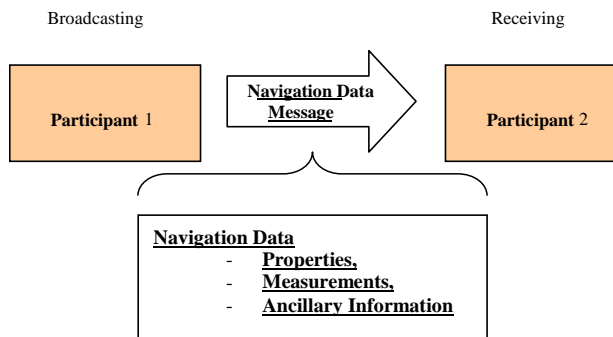 Broadcasting Receiving
Participant 1
Navigation Data
Message
Participant 2
Navigation Data
- Properties,
- Measurements,
- Ancillary Information